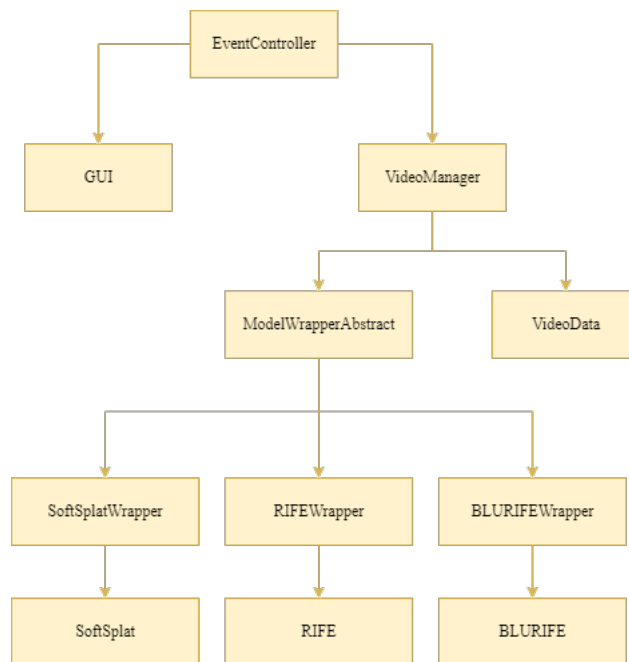 EventController
GUI
VideoManager
ModelWrapperAbstract
VideoData
SoftSplatWrapper
RIFEWrapper
BLURIFEWrapper
SoftSplat
RIFE
BLURIFE